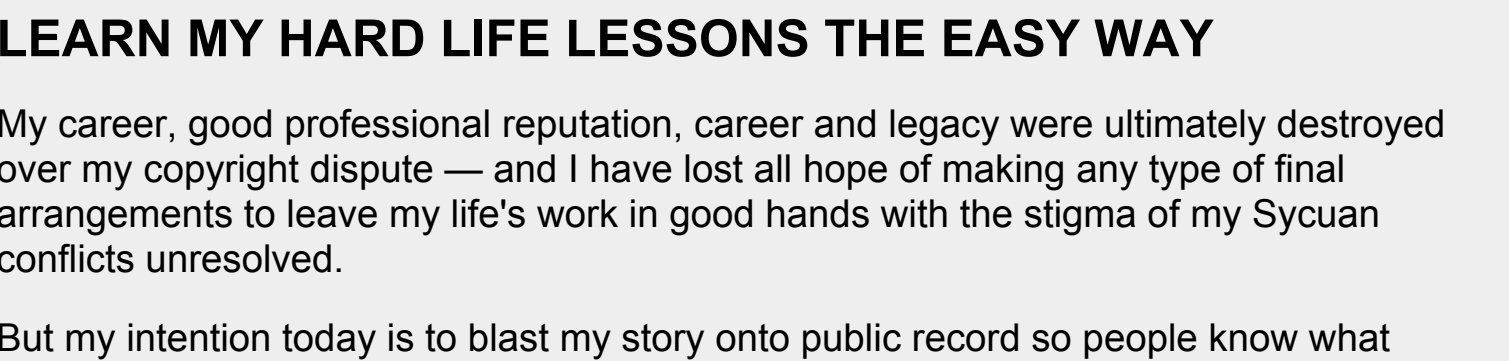 LEARN MY HARD LIFE LESSONS THE EASY WAY
My career, good professional reputation, career and legacy were ultimately destroyed
over my copyright dispute — and I have lost all hope of making any type of final
arrangements to leave my life's work in good hands with the stigma of my Sycuan
conflicts unresolved.
But my intention today is to blast my story onto public record so people know what